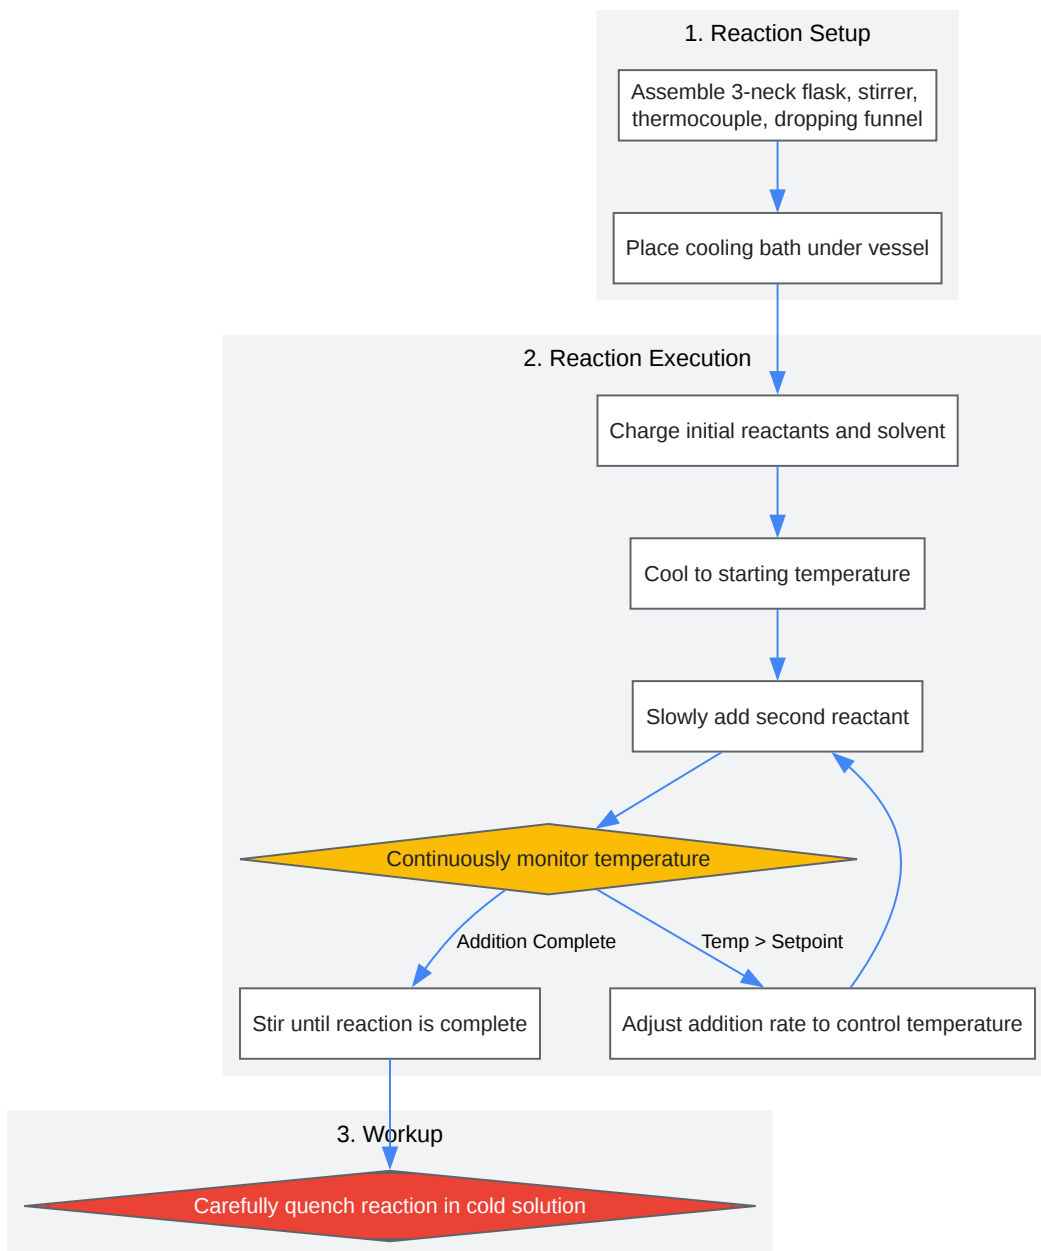 1. Reaction Setup
Assemble 3-neck flask, stirrer,
thermocouple, dropping funnel
Place cooling bath under vessel
2. Reaction Execution
Charge initial reactants and solvent
Cool to starting temperature
Slowly add second reactant
Continuously monitor temperature
Addition Complete
Temp > Setpoint
Stir until reaction is complete
Adjust addition rate to control temperature
3. Workup
Carefully quench reaction in cold solution